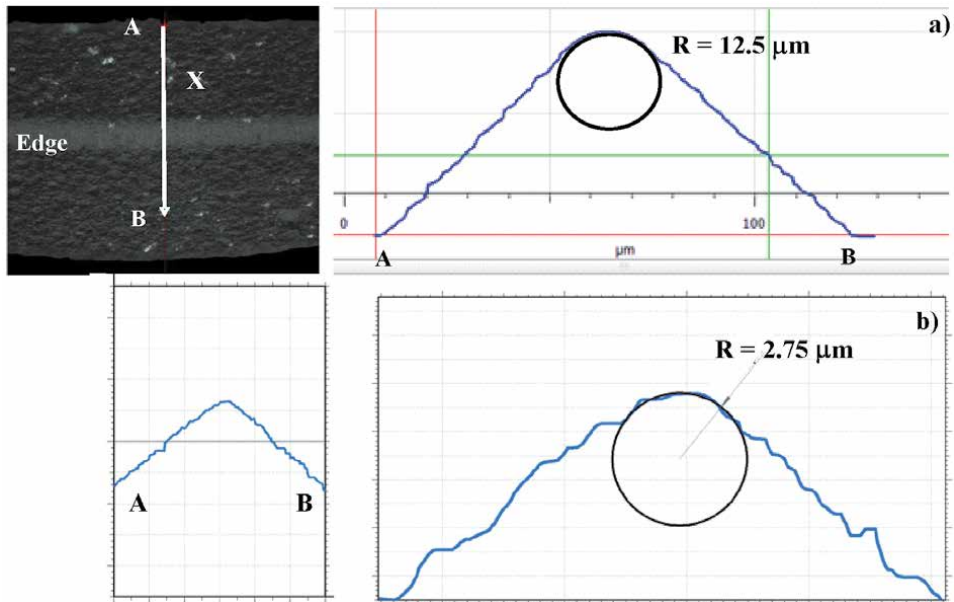 A
X
Edge
B
a)
R = 12.5 μm
0
100
μm
A
B
A
B
b)
R = 2.75 μm